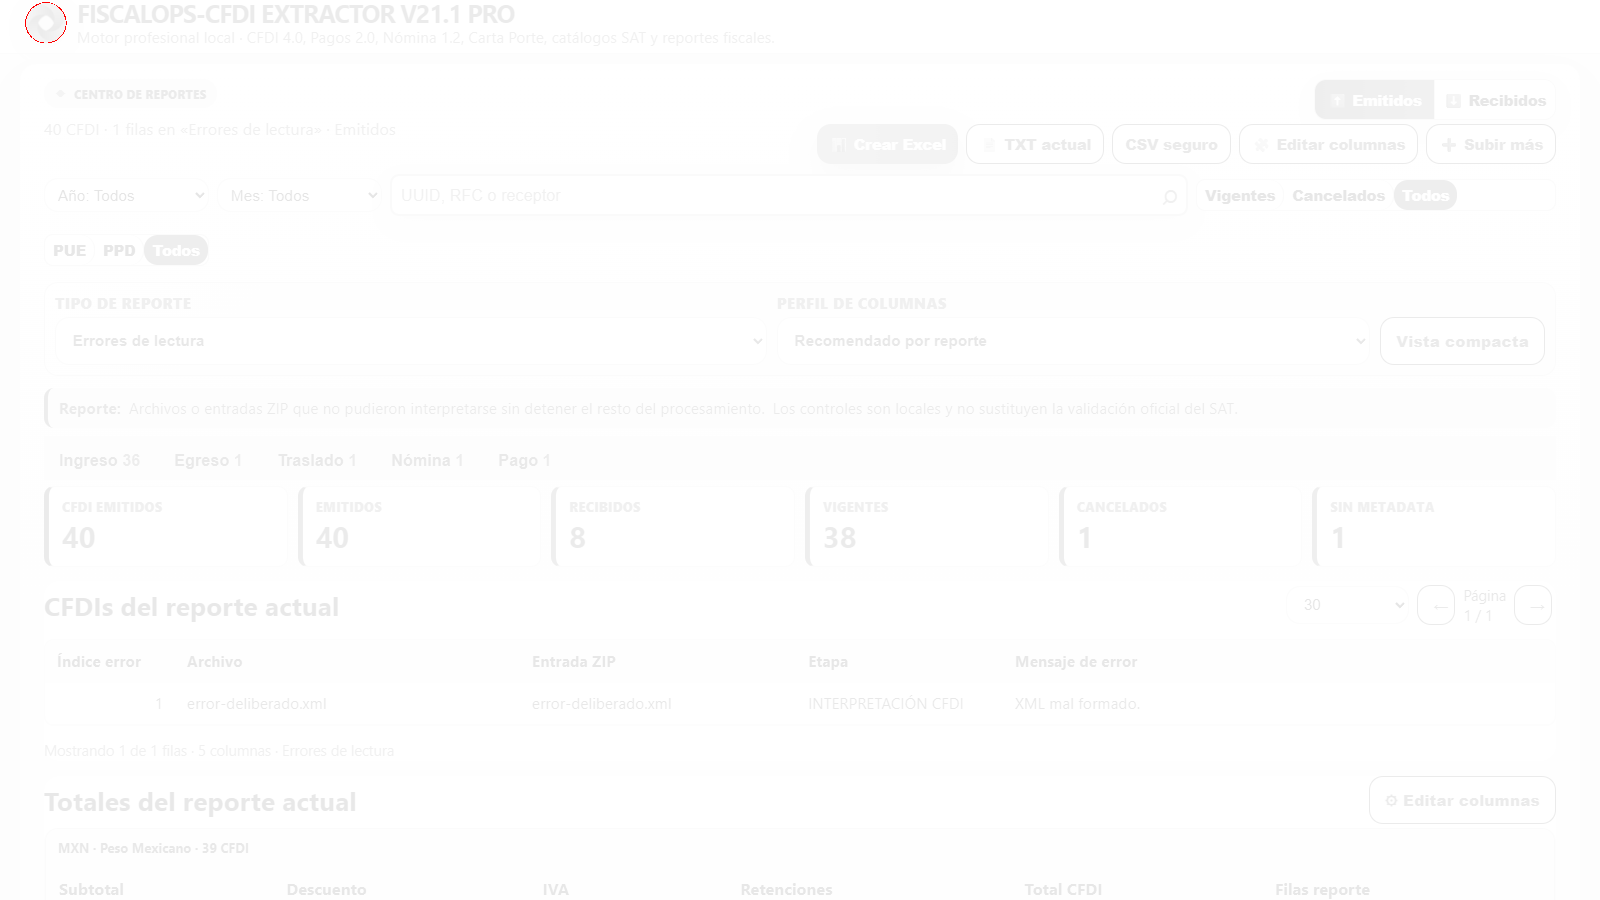 FISCALOPS-CFDI EXTRACTOR V21.1 PRO
Motor profesional local · CFDI 4.0, Pagos 2.0, Nómina 1.2, Carta Porte, catálogos SAT y reportes fiscales.
CENTRO DE REPORTES
Emitidos Recibidos
40 CFDI · 1 filas en «Errores de lectura» · Emitidos
Crear Excel TXT actual CSV seguro Editar columnas Subir más
Año: Todos Mes: Todos UUID, RFC o receptor Vigentes Cancelados Todos
PUE PPD Todos
TIPO DE REPORTE PERFIL DE COLUMNAS
Errores de lectura Recomendado por reporte Vista compacta
Reporte: Archivos o entradas ZIP que no pudieron interpretarse sin detener el resto del procesamiento. Los controles son locales y no sustituyen la validación oficial del SAT.
Ingreso 36 Egreso 1 Traslado 1 Nómina 1 Pago 1
CFDI EMITIDOS EMITIDOS RECIBIDOS VIGENTES CANCELADOS SIN METADATA
40 40 8 38 1 1
CFDIs del reporte actual 30 ← Página 1 / 1 →
Índice error Archivo Entrada ZIP Etapa Mensaje de error
1 error-deliberado.xml error-deliberado.xml INTERPRETACIÓN CFDI XML mal formado.
Mostrando 1 de 1 filas · 5 columnas · Errores de lectura
Totales del reporte actual ⚙ Editar columnas
MXN · Peso Mexicano · 39 CFDI
Subtotal Descuento IVA Retenciones Total CFDI Filas reporte